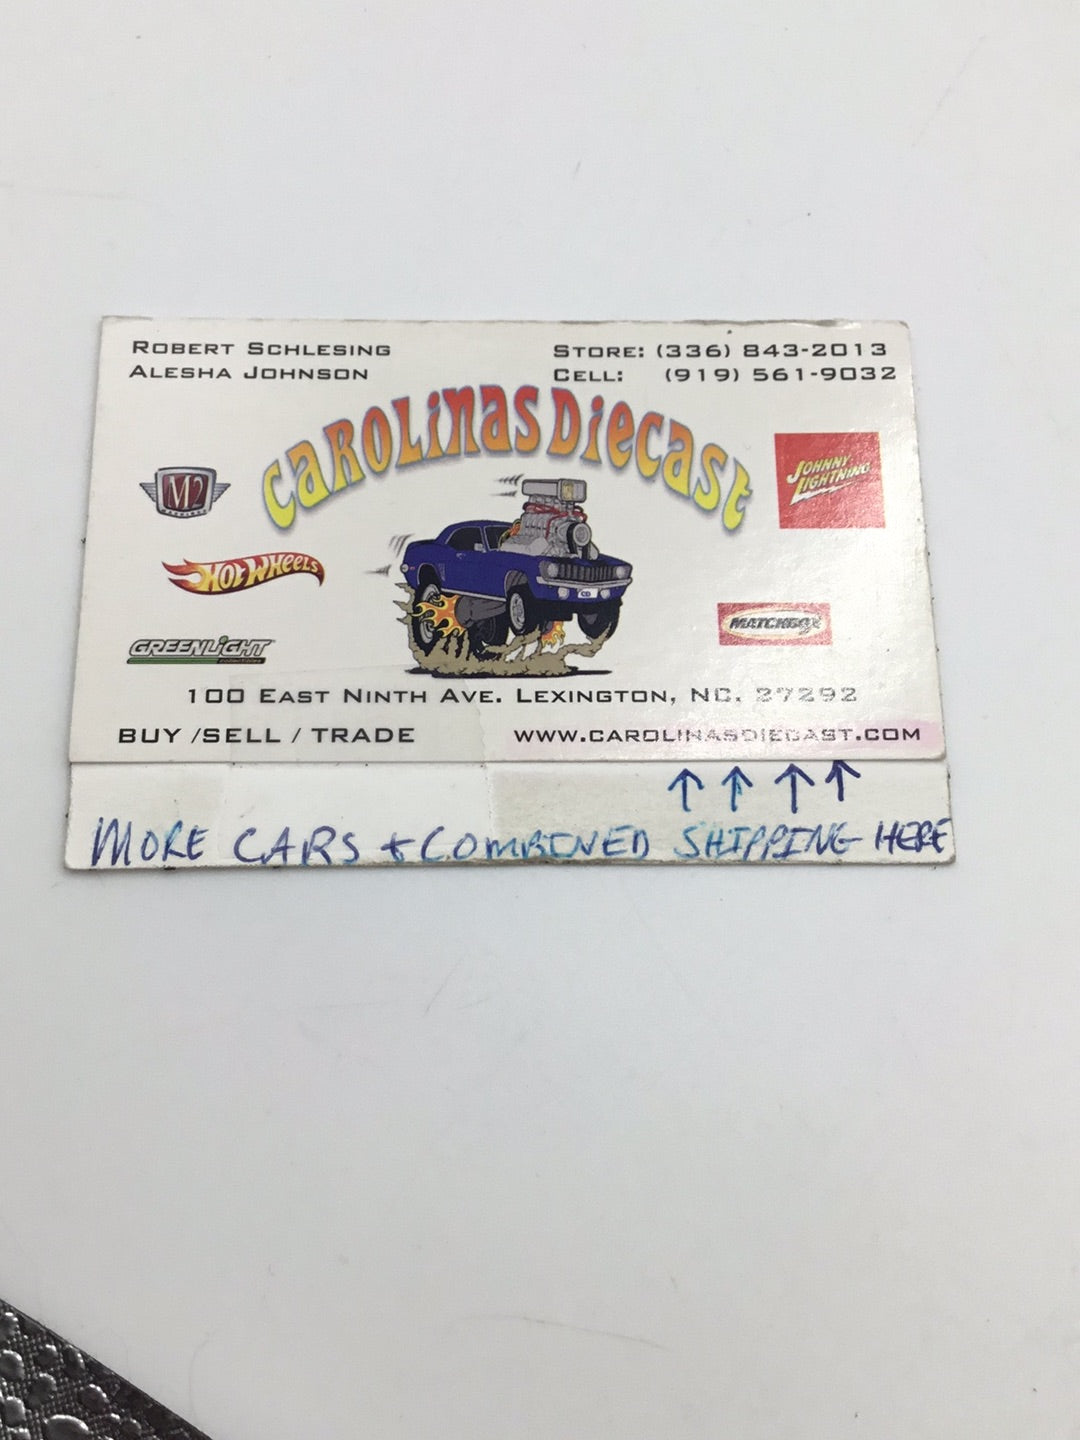 ROBERT SCHLESING
ALESHA JOHNSON
STORE: (336) 843-2013
CELL: (919) 561-9032
CAROLINAS DIECAST
M2
MACHINES
JOHNNY LIGHTNING
HOT WHEELS
MATCHBOX
GREENLIGHT
collectibles
100 EAST NINTH AVE. LEXINGTON, NC. 27292
BUY /SELL / TRADE
WWW.CAROLINASDIECAST.COM
↑ ↑ ↑ ↑
MORE CARS + COMBINED SHIPPING HERE